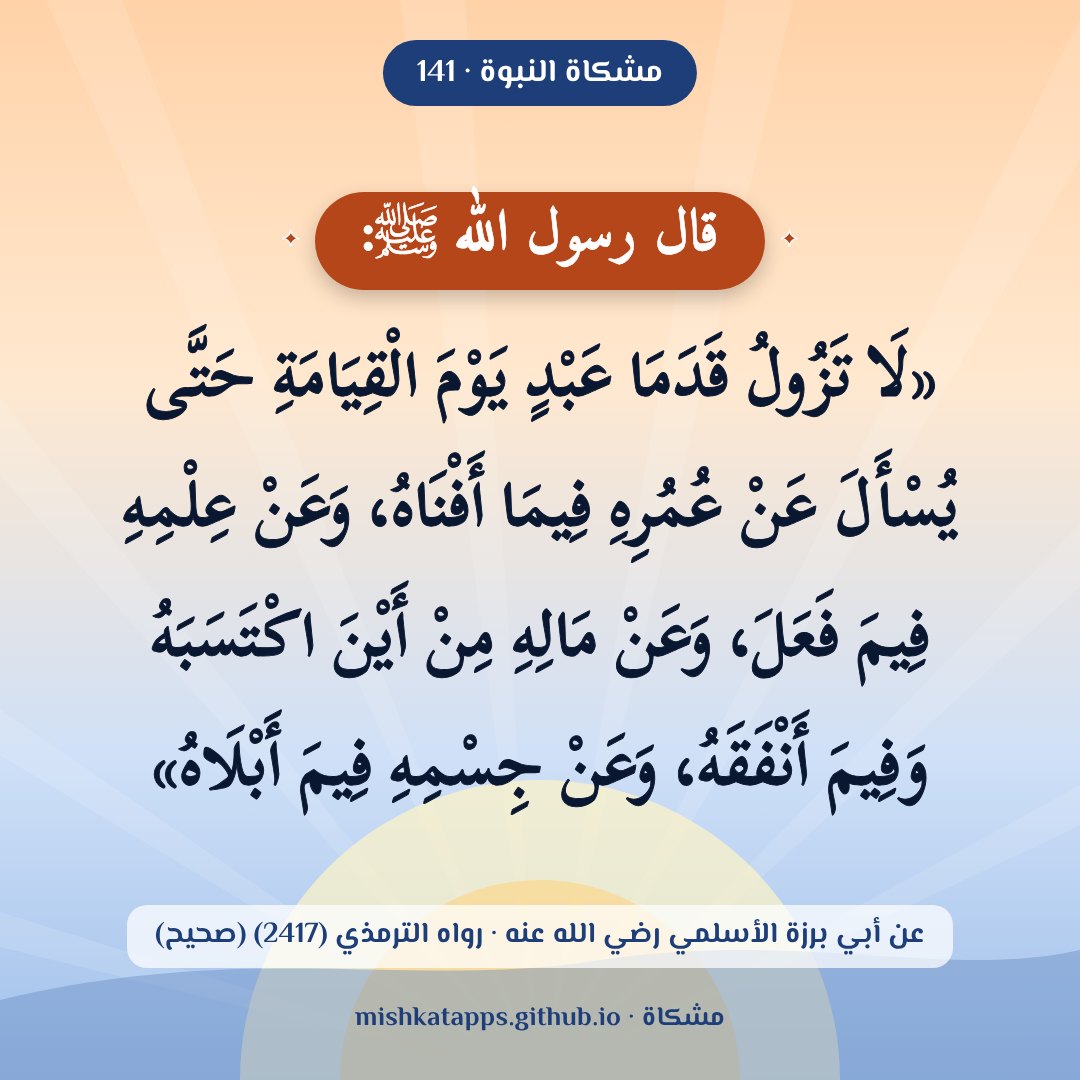 مشكاة النبوة · 141
قال رسول الله ﷺ:
«لَا تَزُولُ قَدَمَا عَبْدٍ يَوْمَ الْقِيَامَةِ حَتَّى
يُسْأَلَ عَنْ عُمُرِهِ فِيمَا أَفْنَاهُ، وَعَنْ عِلْمِهِ
فِيمَ فَعَلَ، وَعَنْ مَالِهِ مِنْ أَيْنَ اكْتَسَبَهُ
وَفِيمَ أَنْفَقَهُ، وَعَنْ جِسْمِهِ فِيمَ أَبْلَاهُ»
عن أبي برزة الأسلمي رضي الله عنه · رواه الترمذي (2417) (صحيح)
مشكاة · mishkatapps.github.io